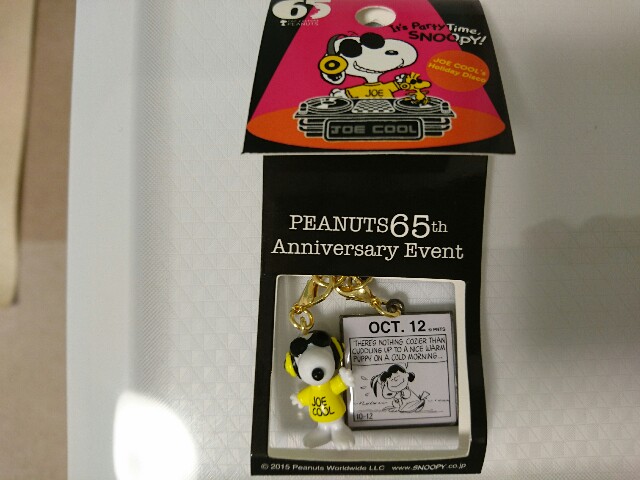 65
PEANUTS
It's Party Time,
SNOOPY!
JOE COOL's
Holiday Disco
JOE
JOE COOL
PEANUTS 65th
Anniversary Event
OCT. 12
THERE'S NOTHING COZIER THAN
CUDDLING UP TO A NICE WARM
PUPPY ON A COLD MORNING...
10-12
JOE
COOL
© 2015 Peanuts Worldwide LLC www.SNOOPY.co.jp